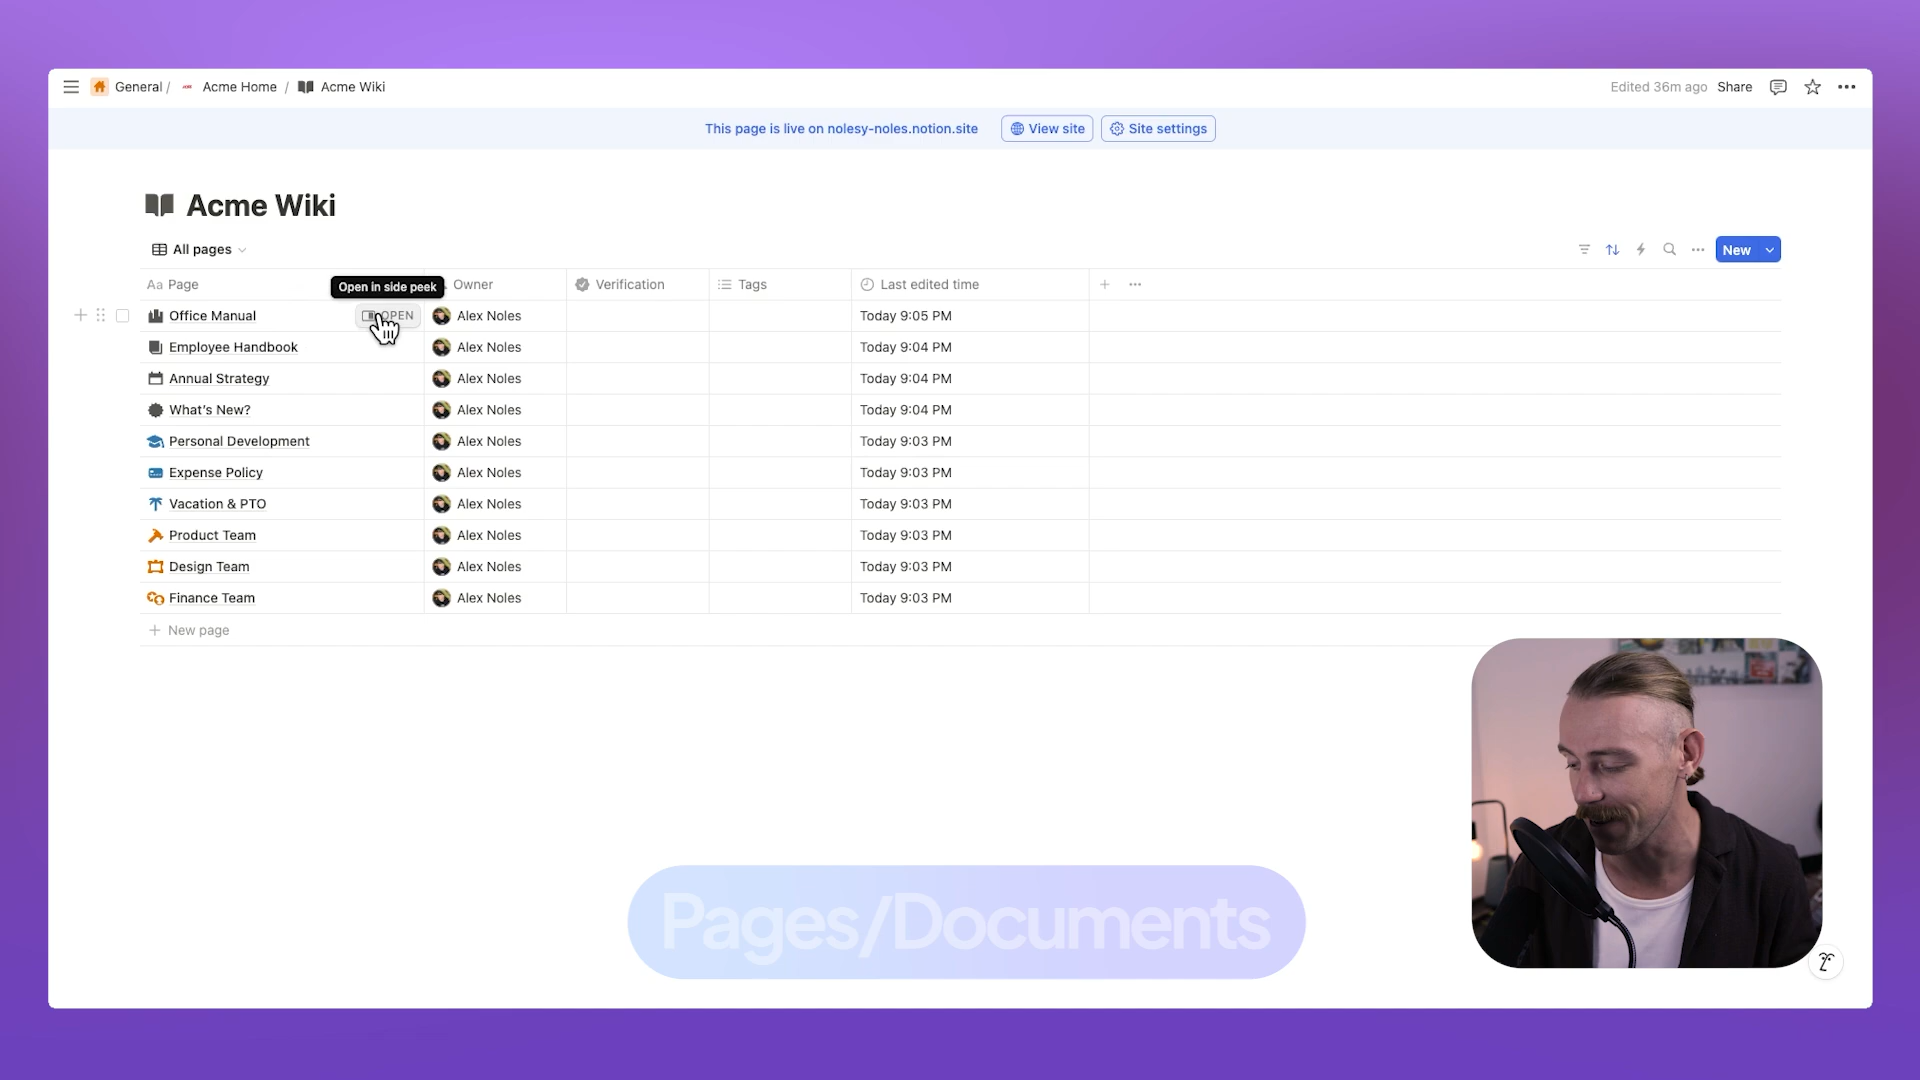 General / Acme Home / Acme Wiki
Edited 36m ago Share
This page is live on nolesy-noles.notion.site View site Site settings
Acme Wiki
All pages
New
Aa Page Owner Verification Tags Last edited time
Open in side peek
Office Manual OPEN Alex Noles Today 9:05 PM
Employee Handbook Alex Noles Today 9:04 PM
Annual Strategy Alex Noles Today 9:04 PM
What's New? Alex Noles Today 9:04 PM
Personal Development Alex Noles Today 9:03 PM
Expense Policy Alex Noles Today 9:03 PM
Vacation & PTO Alex Noles Today 9:03 PM
Product Team Alex Noles Today 9:03 PM
Design Team Alex Noles Today 9:03 PM
Finance Team Alex Noles Today 9:03 PM
New page
Pages/Documents